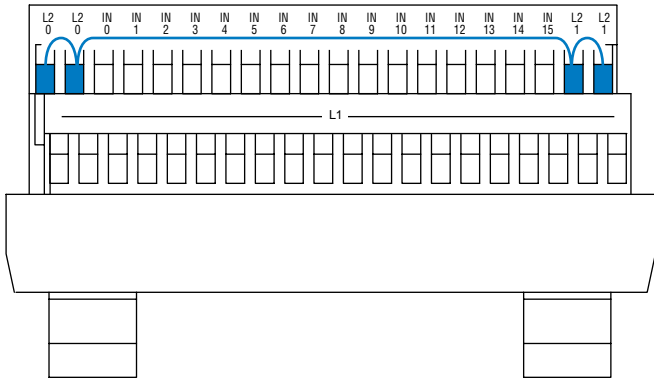 L2 L2 IN IN IN IN IN IN IN IN IN IN IN IN IN IN IN IN L2 L2
0 0 0 1 2 3 4 5 6 7 8 9 10 11 12 13 14 15 1 1
L1